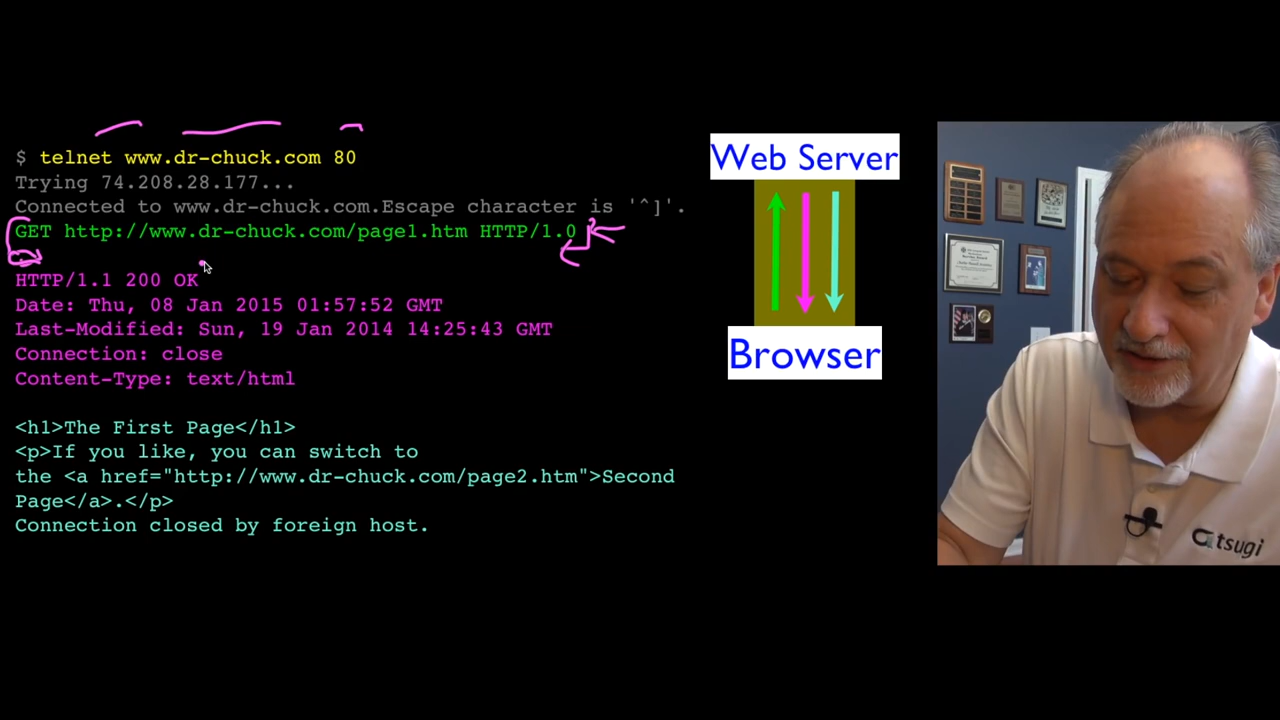 $ telnet www.dr-chuck.com 80
Trying 74.208.28.177...
Connected to www.dr-chuck.com.Escape character is '^]'.
GET http://www.dr-chuck.com/page1.htm HTTP/1.0
HTTP/1.1 200 OK
Date: Thu, 08 Jan 2015 01:57:52 GMT
Last-Modified: Sun, 19 Jan 2014 14:25:43 GMT
Connection: close
Content-Type: text/html
<h1>The First Page</h1>
<p>If you like, you can switch to
the <a href="http://www.dr-chuck.com/page2.htm">Second
Page</a>.</p>
Connection closed by foreign host.
Web Server
Browser
tsugi